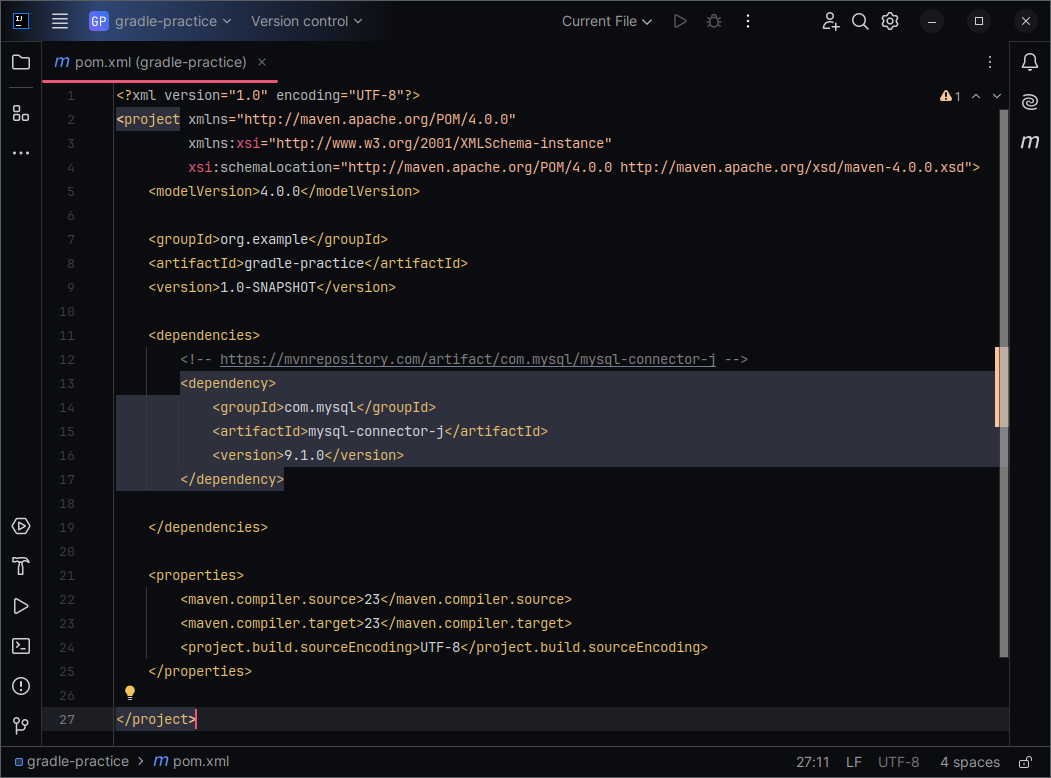 GP gradle-practice Version control Current File
m pom.xml (gradle-practice)
1 <?xml version="1.0" encoding="UTF-8"?> 1
2 <project xmlns="http://maven.apache.org/POM/4.0.0"
3 xmlns:xsi="http://www.w3.org/2001/XMLSchema-instance"
4 xsi:schemaLocation="http://maven.apache.org/POM/4.0.0 http://maven.apache.org/xsd/maven-4.0.0.xsd">
5 <modelVersion>4.0.0</modelVersion>
6
7 <groupId>org.example</groupId>
8 <artifactId>gradle-practice</artifactId>
9 <version>1.0-SNAPSHOT</version>
10
11 <dependencies>
12 <!-- https://mvnrepository.com/artifact/com.mysql/mysql-connector-j -->
13 <dependency>
14 <groupId>com.mysql</groupId>
15 <artifactId>mysql-connector-j</artifactId>
16 <version>9.1.0</version>
17 </dependency>
18
19 </dependencies>
20
21 <properties>
22 <maven.compiler.source>23</maven.compiler.source>
23 <maven.compiler.target>23</maven.compiler.target>
24 <project.build.sourceEncoding>UTF-8</project.build.sourceEncoding>
25 </properties>
26
27 </project>
gradle-practice > m pom.xml 27:11 LF UTF-8 4 spaces